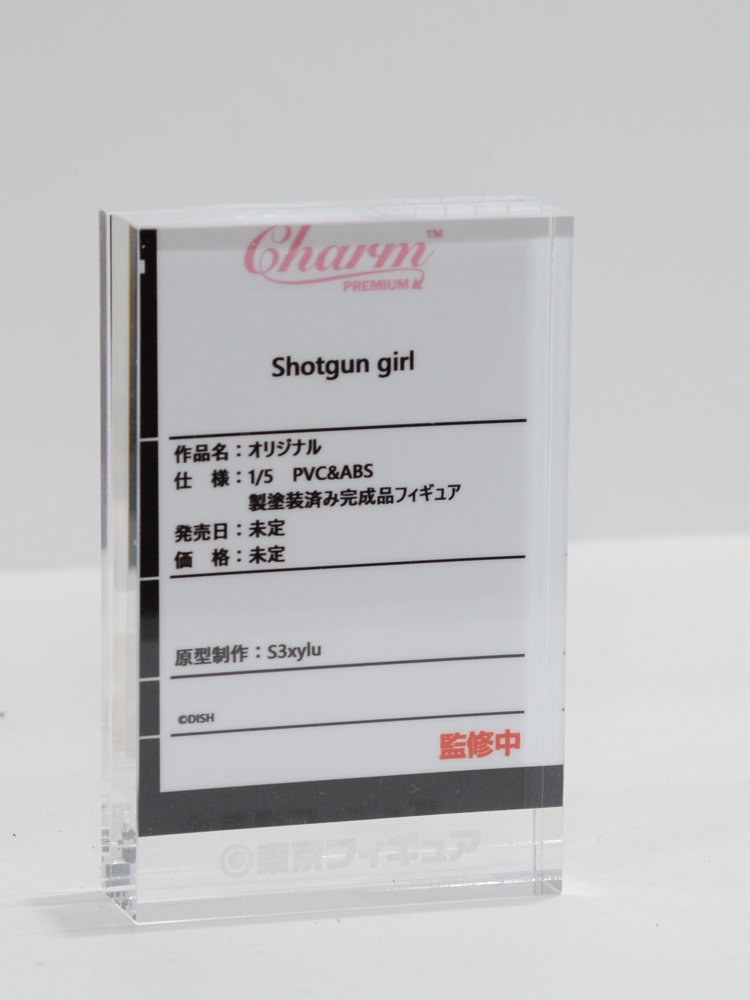 Charm™
PREMIUM
Shotgun girl
作品名：オリジナル
仕　様：1/5　PVC&ABS
製塗装済み完成品フィギュア
発売日：未定
価　格：未定
原型制作：S3xylu
©DISH
監修中
©東京フィギュア